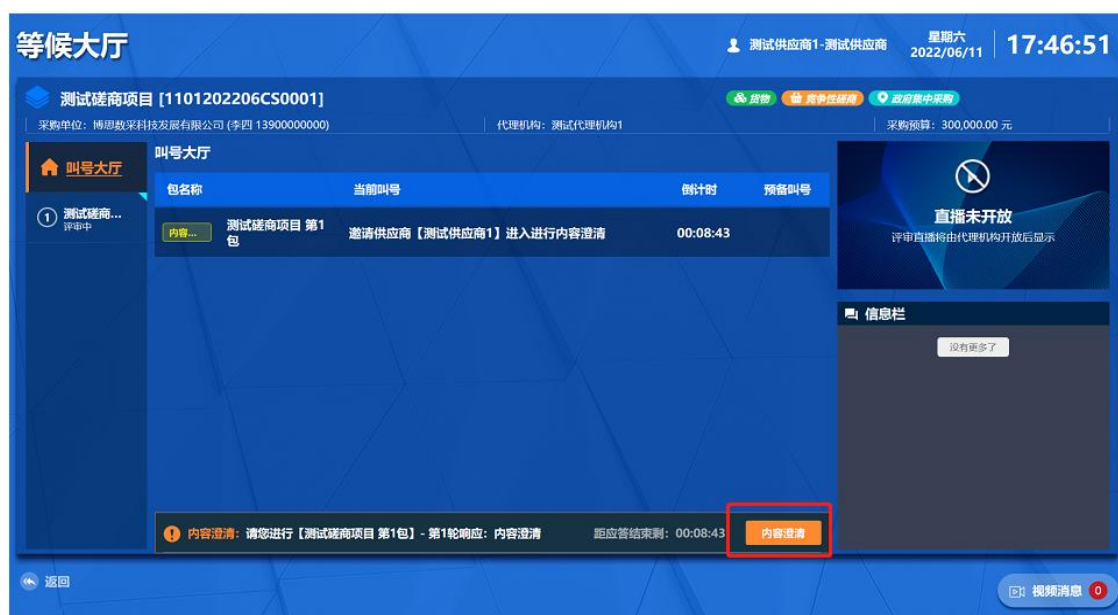 等候大厅
测试供应商1-测试供应商
星期六
2022/06/11
17:46:51
测试磋商项目 [1101202206CS0001]
货物
竞争性磋商
政府集中采购
采购单位：博思数采科技发展有限公司 (李四 13900000000)
代理机构：测试代理机构1
采购预算：300,000.00 元
叫号大厅
1 测试磋商...
评审中
叫号大厅
包名称 当前叫号 倒计时 预备叫号
内容... 测试磋商项目 第1
包
邀请供应商【测试供应商1】进入进行内容澄清 00:08:43
直播未开放
评审直播将由代理机构开放后显示
信息栏
没有更多了
内容澄清：请您进行【测试磋商项目 第1包】- 第1轮响应：内容澄清 距应答结束剩：00:08:43 内容澄清
返回
视频消息 0